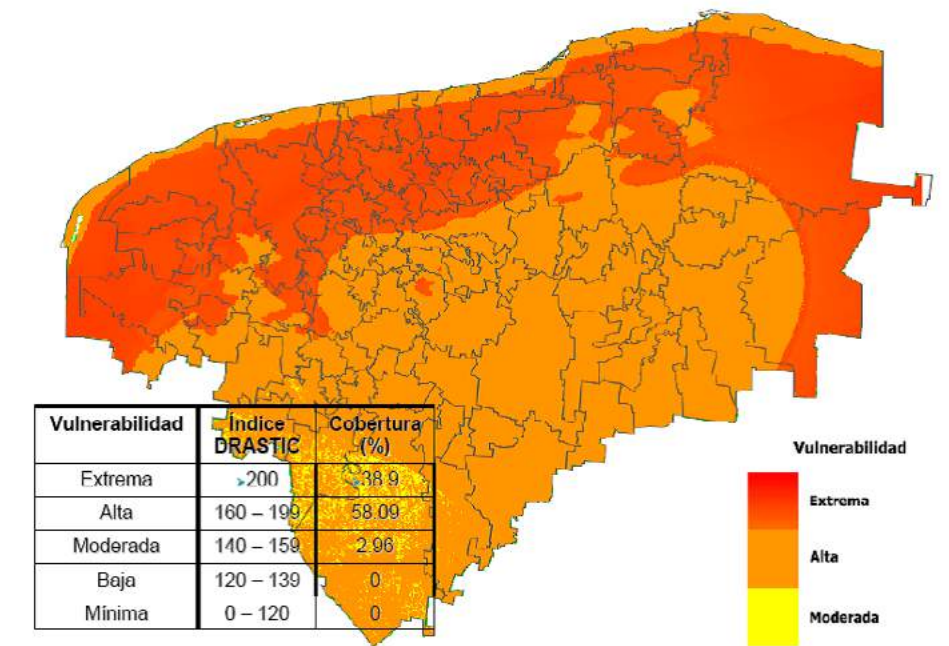 Vulnerabilidad Índice Cobertura
DRASTIC (%)
Extrema >200 38.9
Alta 160 – 199 58.09
Moderada 140 – 159 2.96
Baja 120 – 139 0
Mínima 0 – 120 0
Vulnerabilidad
Extrema
Alta
Moderada